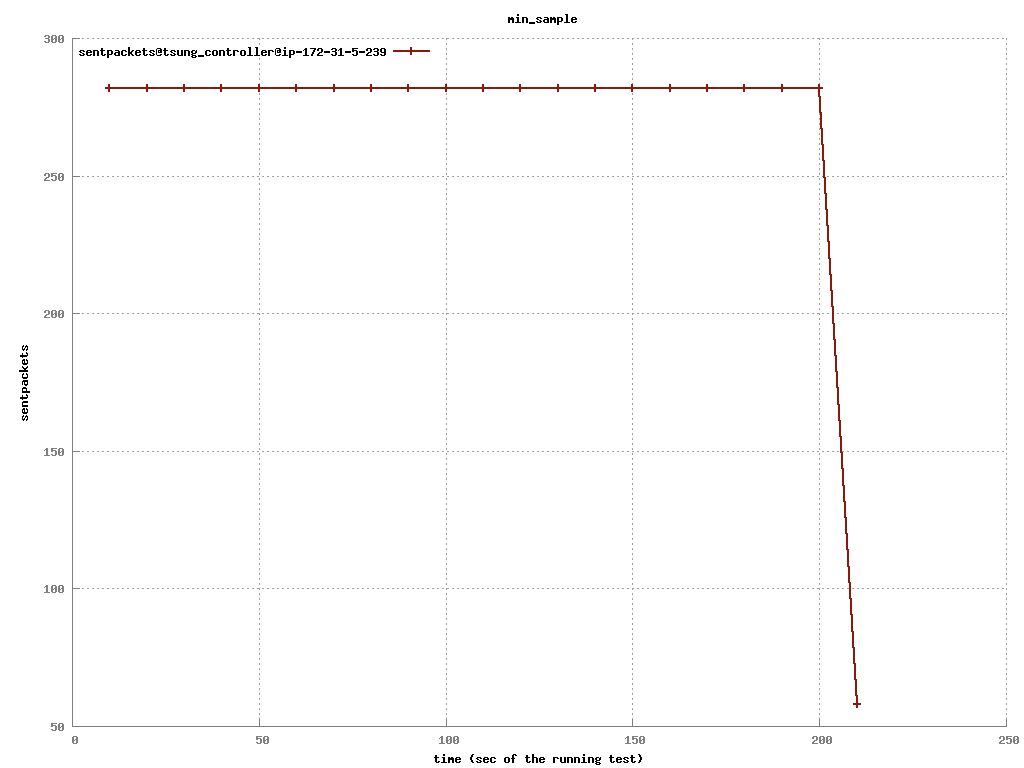 min_sample
300
sentpackets@tsung_controller@ip-172-31-5-239
250
200
sentpackets
150
100
50
0 50 100 150 200 250
time (sec of the running test)